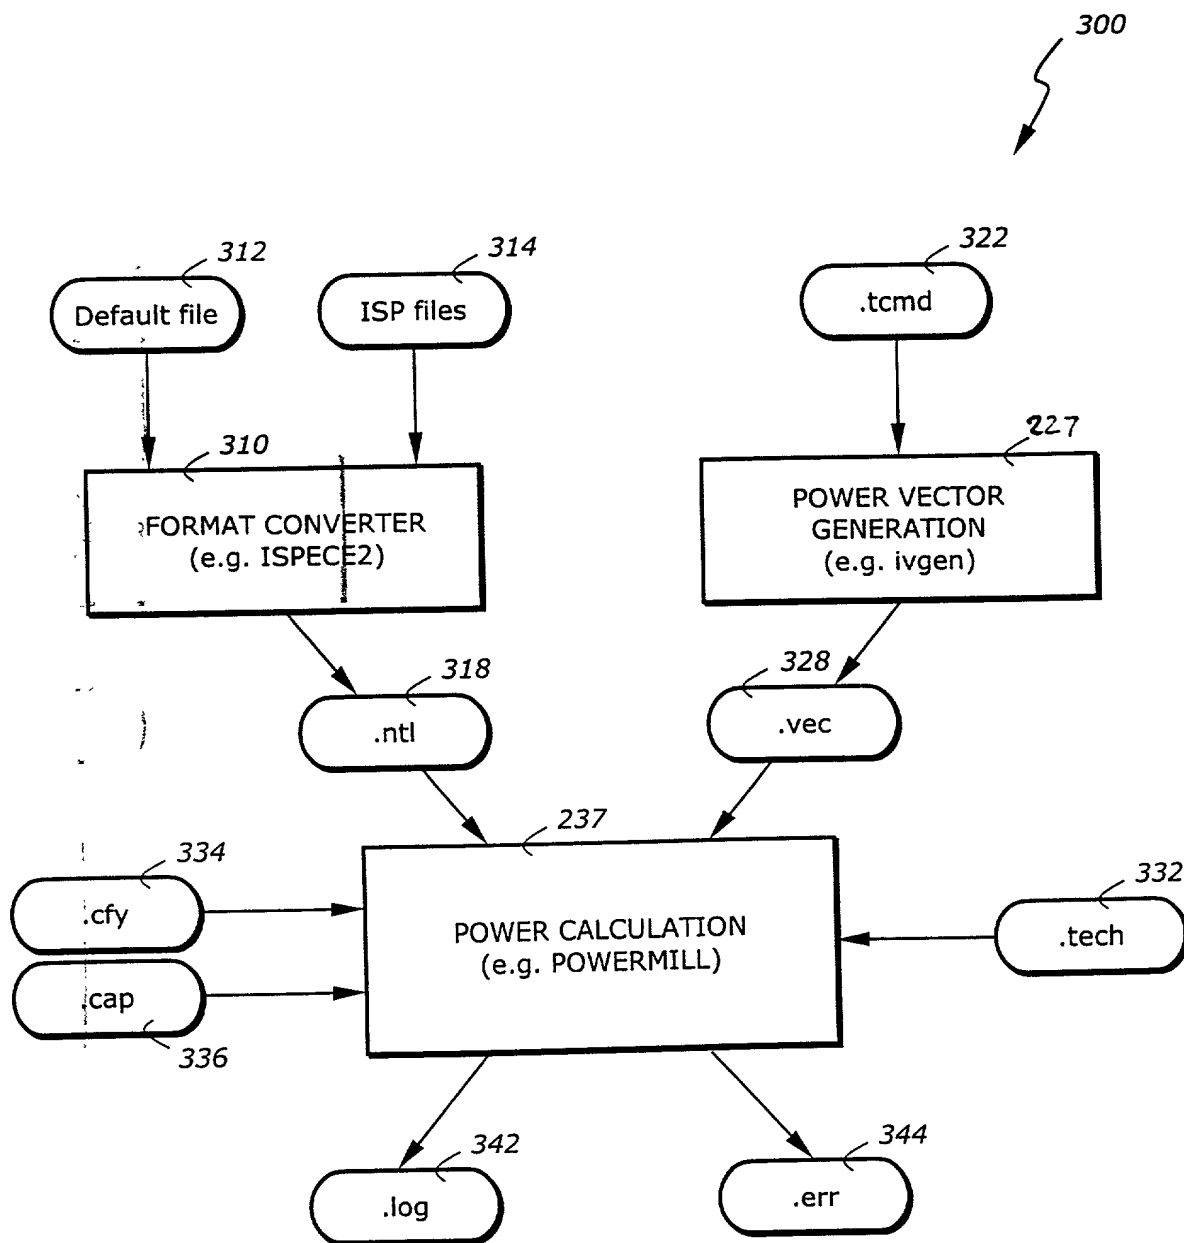 300
312
314
322
Default file
ISP files
.tcmd
310
227
FORMAT CONVERTER
(e.g. ISPECE2)
POWER VECTOR
GENERATION
(e.g. ivgen)
318
328
.ntl
.vec
237
334
332
.cfy
POWER CALCULATION
(e.g. POWERMILL)
.tech
.cap
336
342
344
.log
.err